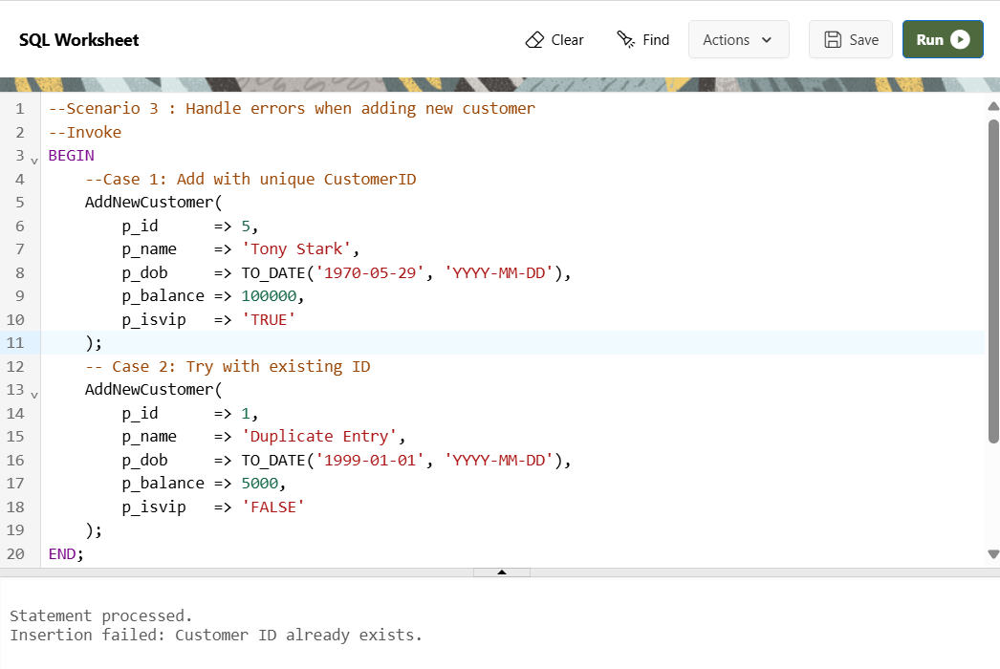 SQL Worksheet
Clear
Find
Actions
Save
Run
1 --Scenario 3 : Handle errors when adding new customer
2 --Invoke
3 BEGIN
4     --Case 1: Add with unique CustomerID
5     AddNewCustomer(
6         p_id      => 5,
7         p_name    => 'Tony Stark',
8         p_dob     => TO_DATE('1970-05-29', 'YYYY-MM-DD'),
9         p_balance => 100000,
10         p_isvip   => 'TRUE'
11     );
12     -- Case 2: Try with existing ID
13     AddNewCustomer(
14         p_id      => 1,
15         p_name    => 'Duplicate Entry',
16         p_dob     => TO_DATE('1999-01-01', 'YYYY-MM-DD'),
17         p_balance => 5000,
18         p_isvip   => 'FALSE'
19     );
20 END;
Statement processed.
Insertion failed: Customer ID already exists.